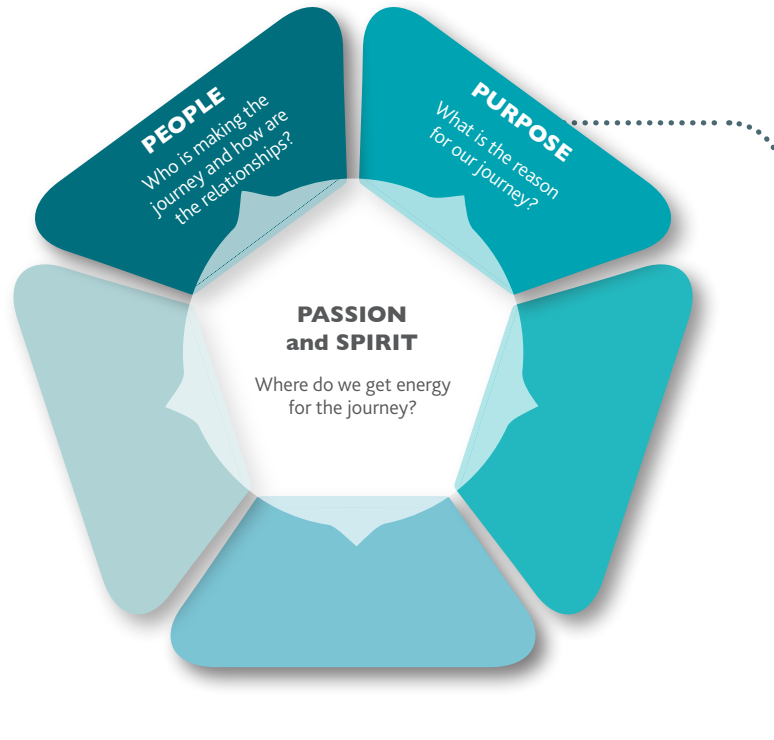 PEOPLE
Who is making the
journey and how are
the relationships?
PURPOSE
What is the reason
for our journey?
PASSION
and SPIRIT
Where do we get energy
for the journey?